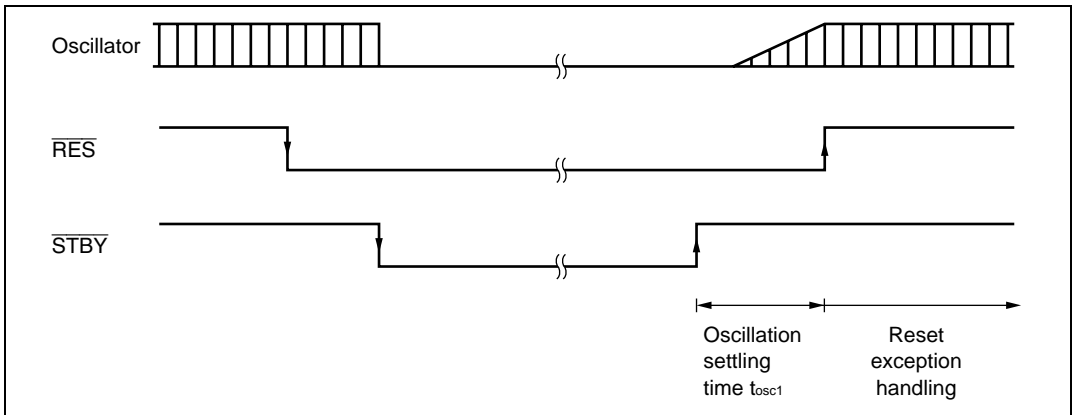 Oscillator
RES
STBY
Oscillation
settling
time tosc1
Reset
exception
handling